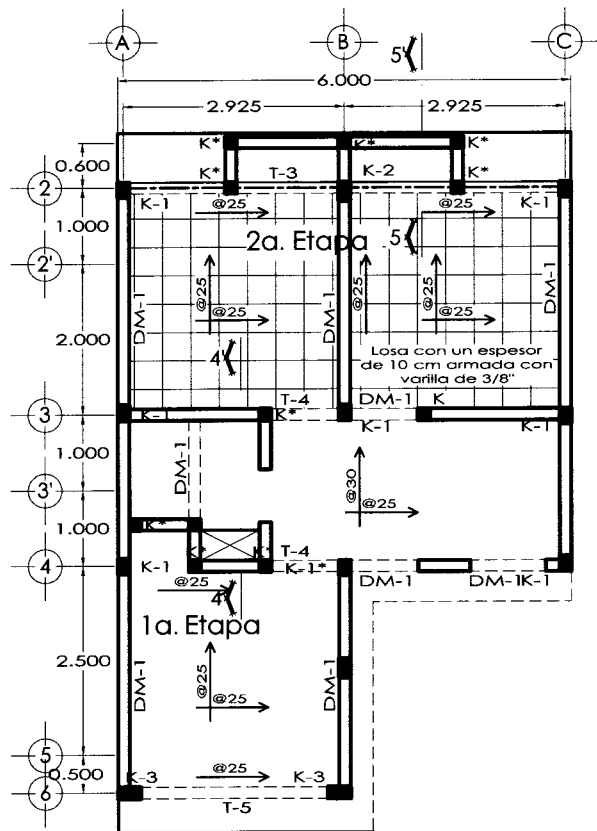 A B C
5'
6.000
2.925 2.925
K* K* K*
0.600
K* T-3 K-2 K*
2
K-1 @25 @25 K-1
1.000
2a. Etapa 5'
2'
@25 @25 @25
DM-1 DM-1 DM-1
@25 @25
2.000
4'
Losa con un espesor
de 10 cm armada con
varilla de 3/8"
T-4 DM-1 K
3
K-1 K* K-1 K-1
1.000
DM-1
3'
@30
@25
1.000
K*
K* K* T-4
4
K-1 K-1* DM-1 DM-1 K-1
@25
4'
1a. Etapa
2.500
DM-1 @25 DM-1
@25
5
0.500
K-3 @25 K-3
6
T-5